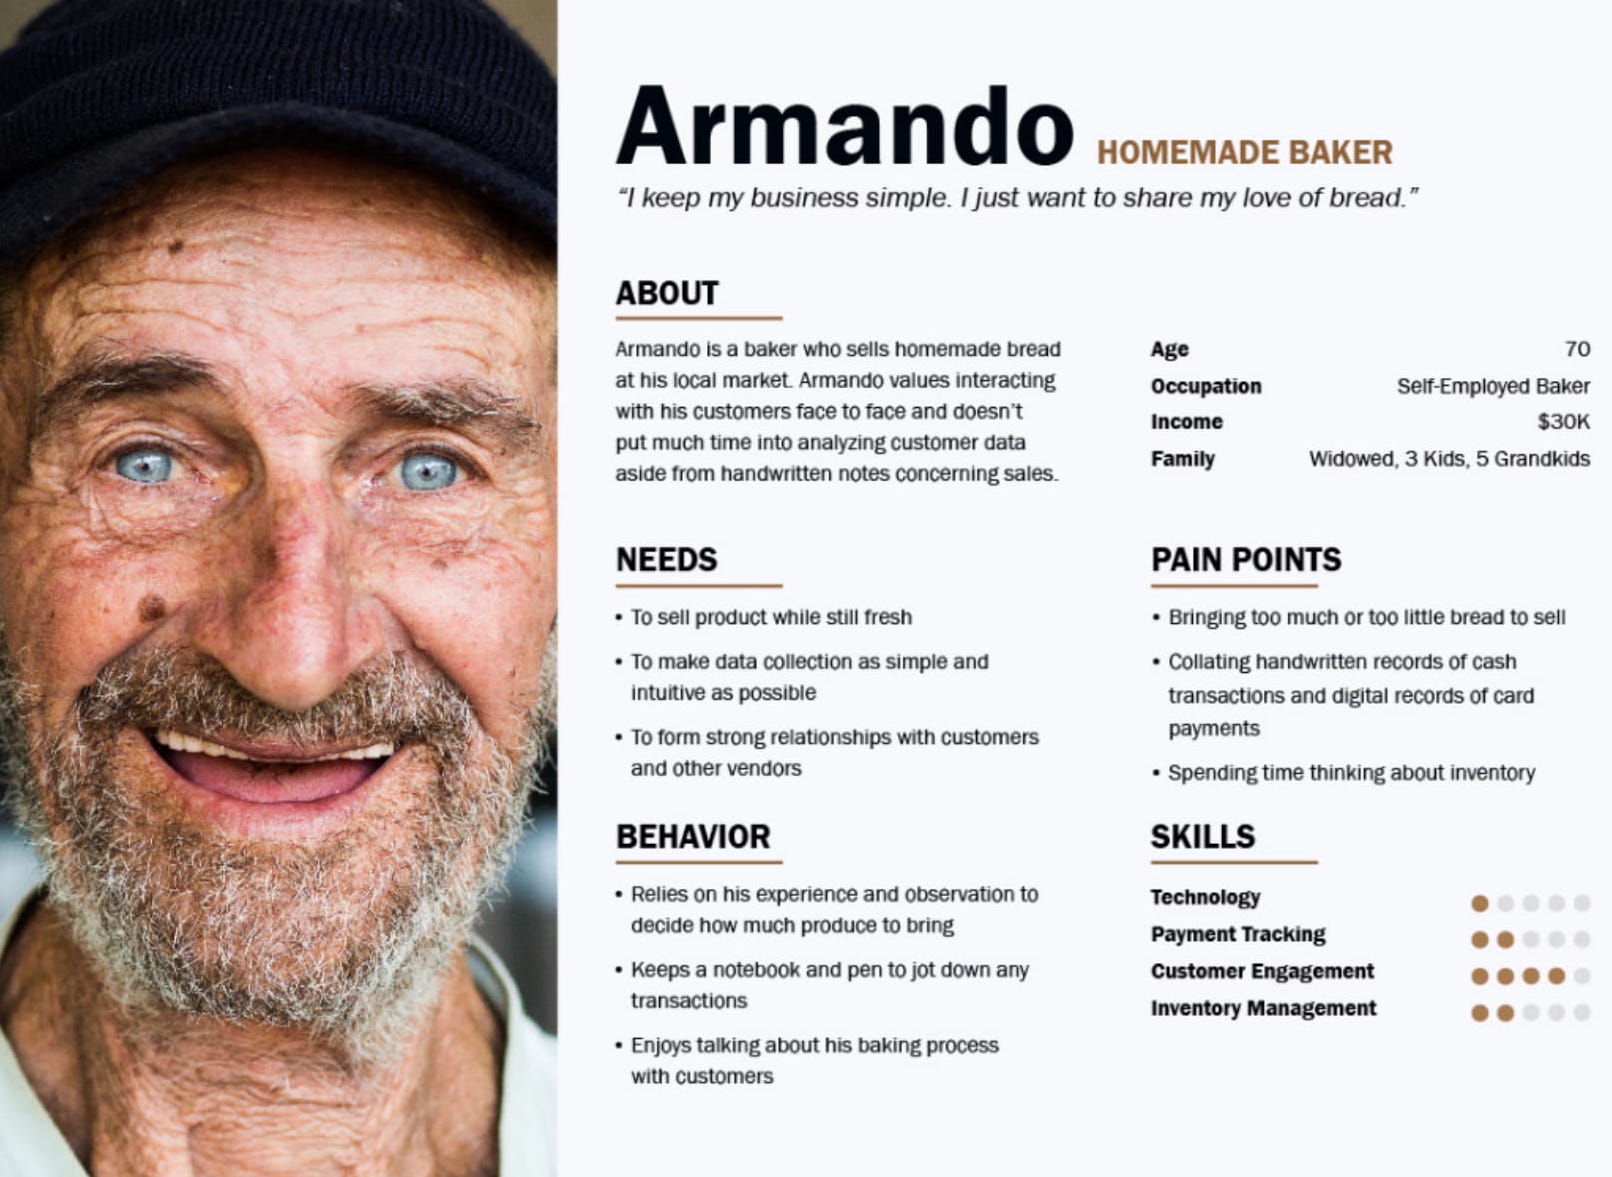 Armando HOMEMADE BAKER
“I keep my business simple. I just want to share my love of bread.”
ABOUT
Armando is a baker who sells homemade bread
at his local market. Armando values interacting
with his customers face to face and doesn’t
put much time into analyzing customer data
aside from handwritten notes concerning sales.
Age 70
Occupation Self-Employed Baker
Income $30K
Family Widowed, 3 Kids, 5 Grandkids
NEEDS
• To sell product while still fresh
• To make data collection as simple and
intuitive as possible
• To form strong relationships with customers
and other vendors
PAIN POINTS
• Bringing too much or too little bread to sell
• Collating handwritten records of cash
transactions and digital records of card
payments
• Spending time thinking about inventory
BEHAVIOR
• Relies on his experience and observation to
decide how much produce to bring
• Keeps a notebook and pen to jot down any
transactions
• Enjoys talking about his baking process
with customers
SKILLS
Technology
Payment Tracking
Customer Engagement
Inventory Management